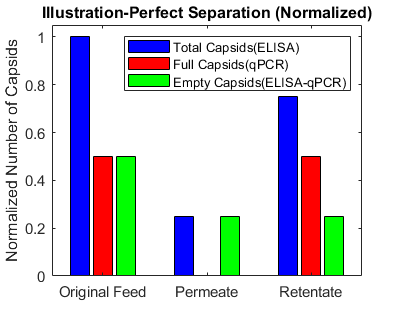 Illustration-Perfect Separation (Normalized)
Normalized Number of Capsids
1
0.8
0.6
0.4
0.2
0
Total Capsids(ELISA)
Full Capsids(qPCR)
Empty Capsids(ELISA-qPCR)
Original Feed
Permeate
Retentate